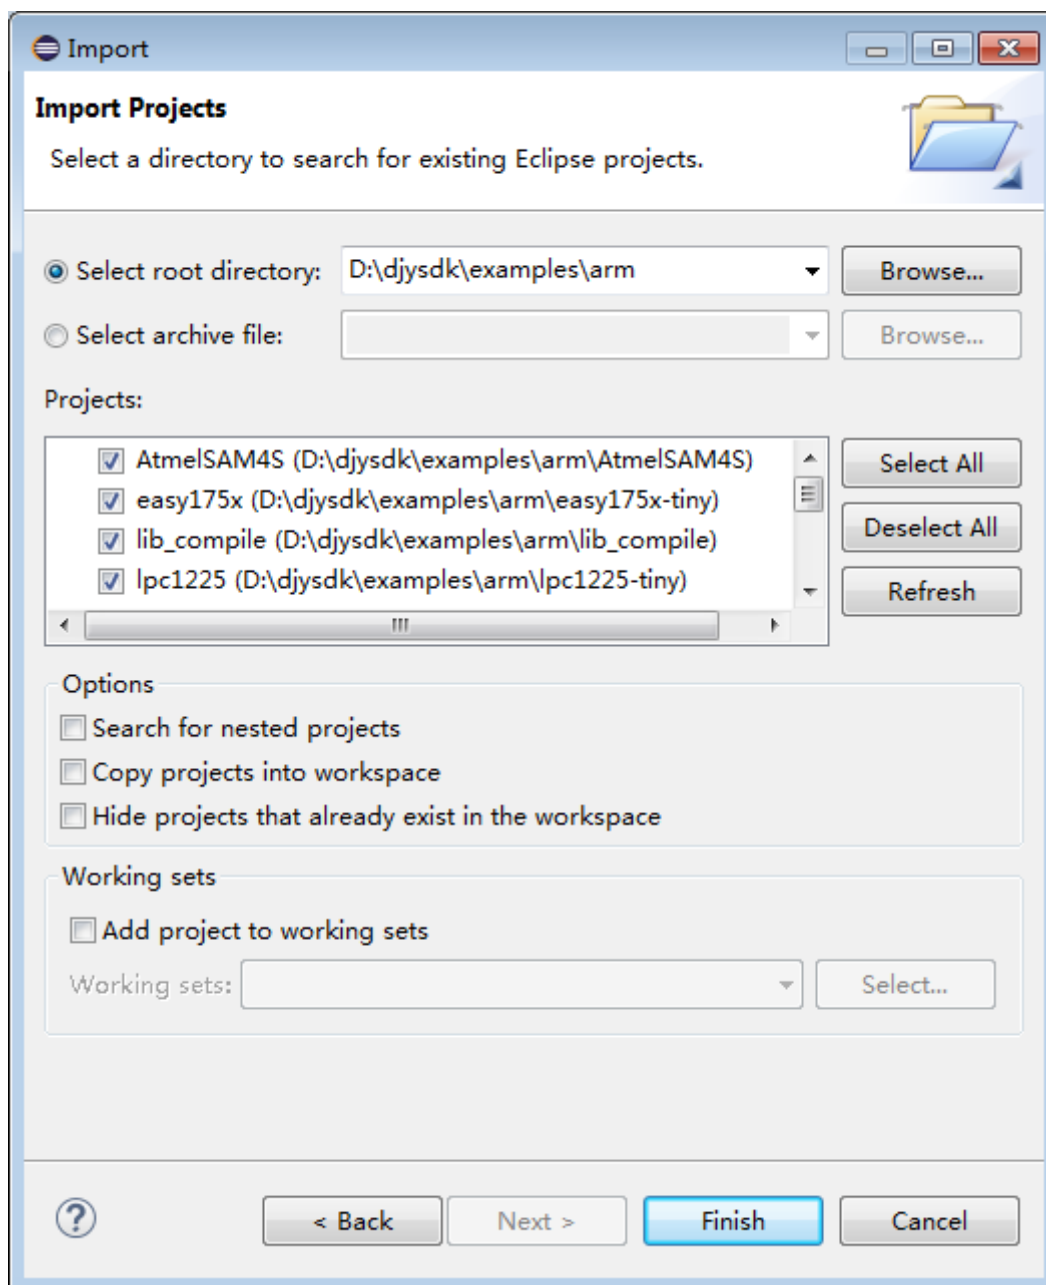 Import
Import Projects
Select a directory to search for existing Eclipse projects.
Select root directory: D:\djysdk\examples\arm Browse...
Select archive file: Browse...
Projects:
AtmelSAM4S (D:\djysdk\examples\arm\AtmelSAM4S)
easy175x (D:\djysdk\examples\arm\easy175x-tiny)
lib_compile (D:\djysdk\examples\arm\lib_compile)
lpc1225 (D:\djysdk\examples\arm\lpc1225-tiny)
Select All
Deselect All
Refresh
Options
Search for nested projects
Copy projects into workspace
Hide projects that already exist in the workspace
Working sets
Add project to working sets
Working sets: Select...
? < Back Next > Finish Cancel